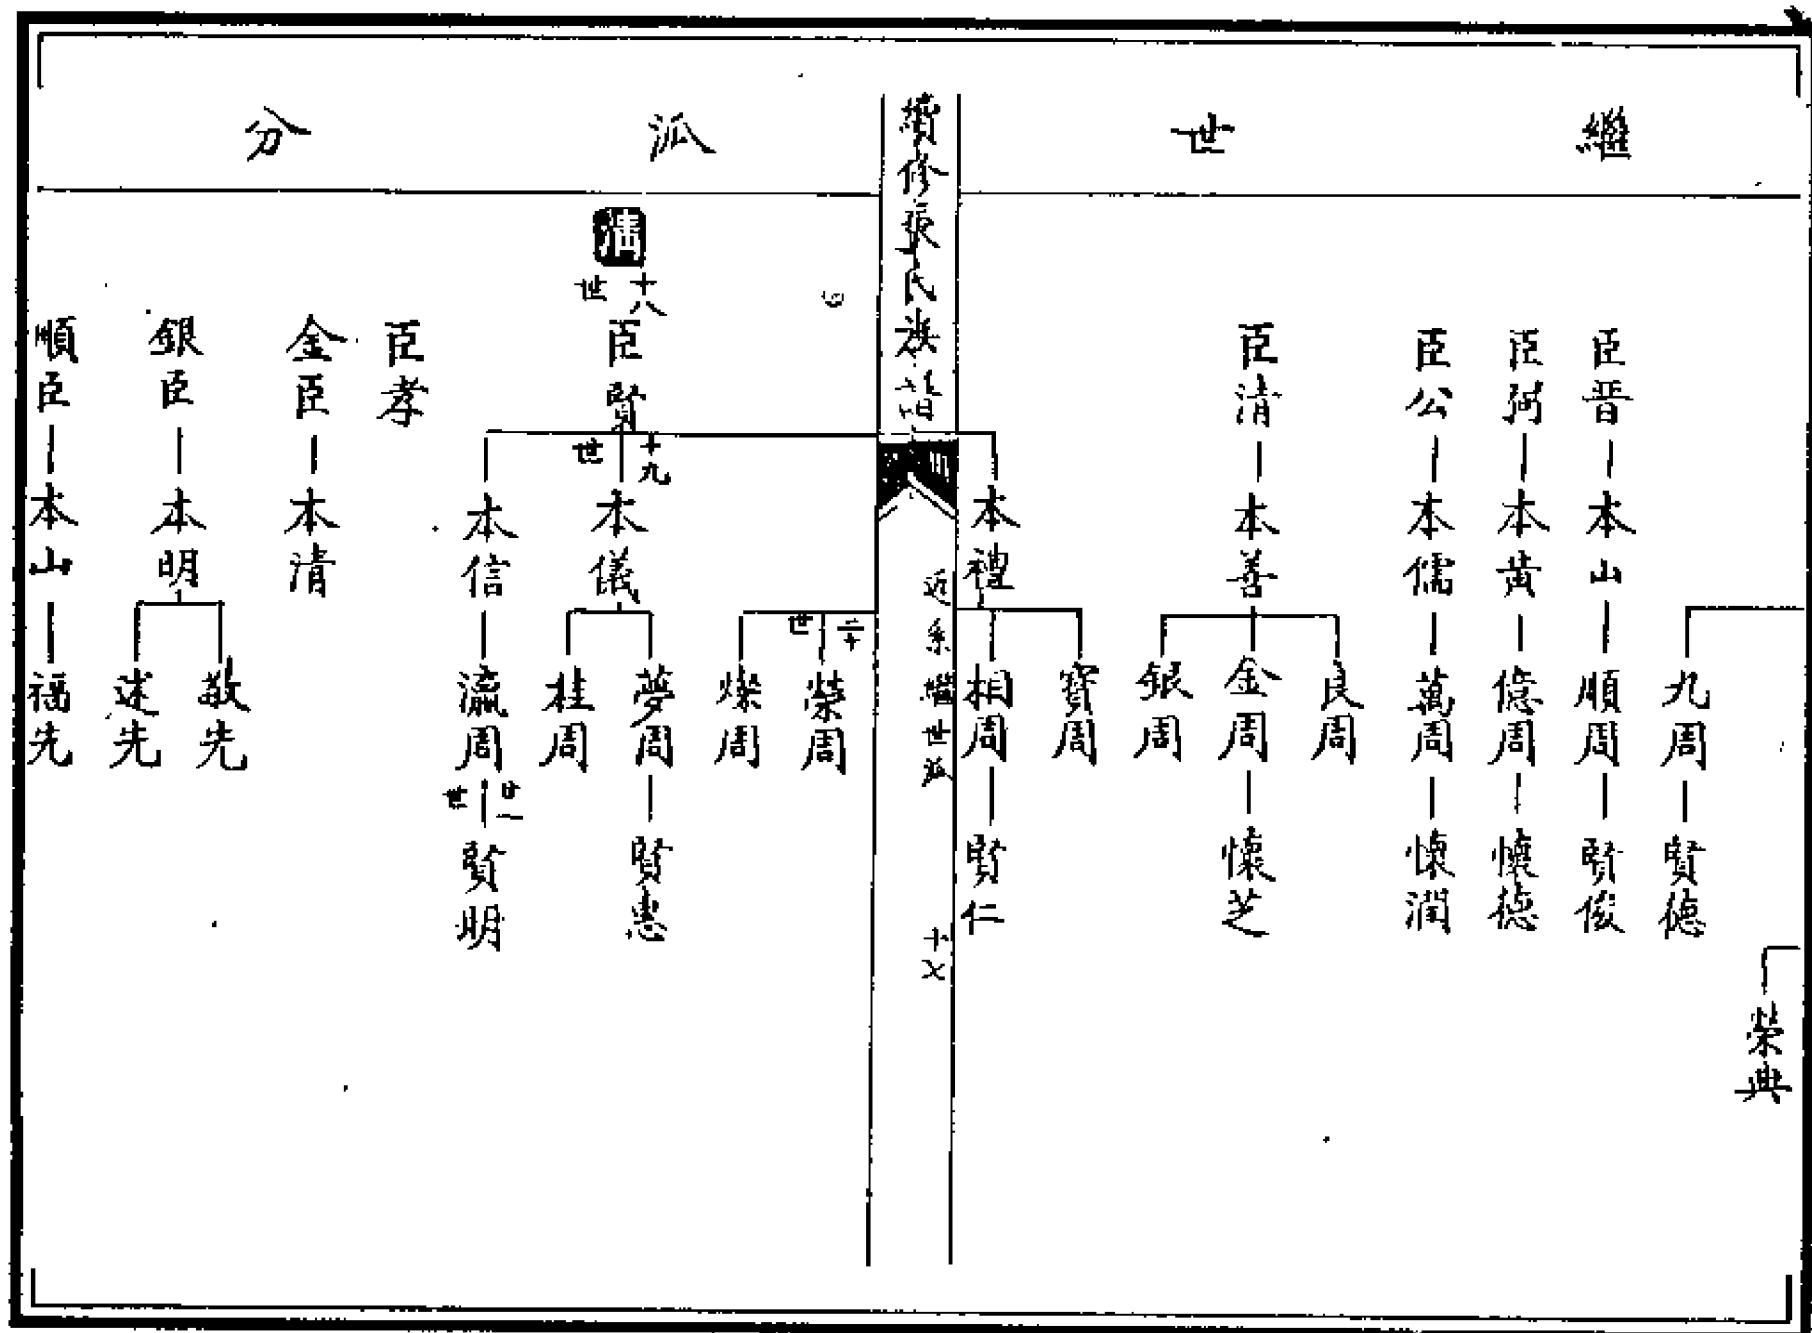 繼世
榮典
九周 賢德
臣晉 本山 順周 賢俊
臣弼 本黃 億周 懷德
臣公 本儒 萬周 懷潤
臣清 本善
良周
金周 懷芝
銀周
本禮
寶周
相周 賢仁
續修張氏族譜
近系繼世派
十七
派分
榮周
二十世
燦周
十八世
臣賢
十九世
本儀
夢周 賢憲
桂周
本信 瀛周
廿一世
賢明
臣孝
金臣 本清
銀臣 本明
敬先
述先
順臣 本山 福先